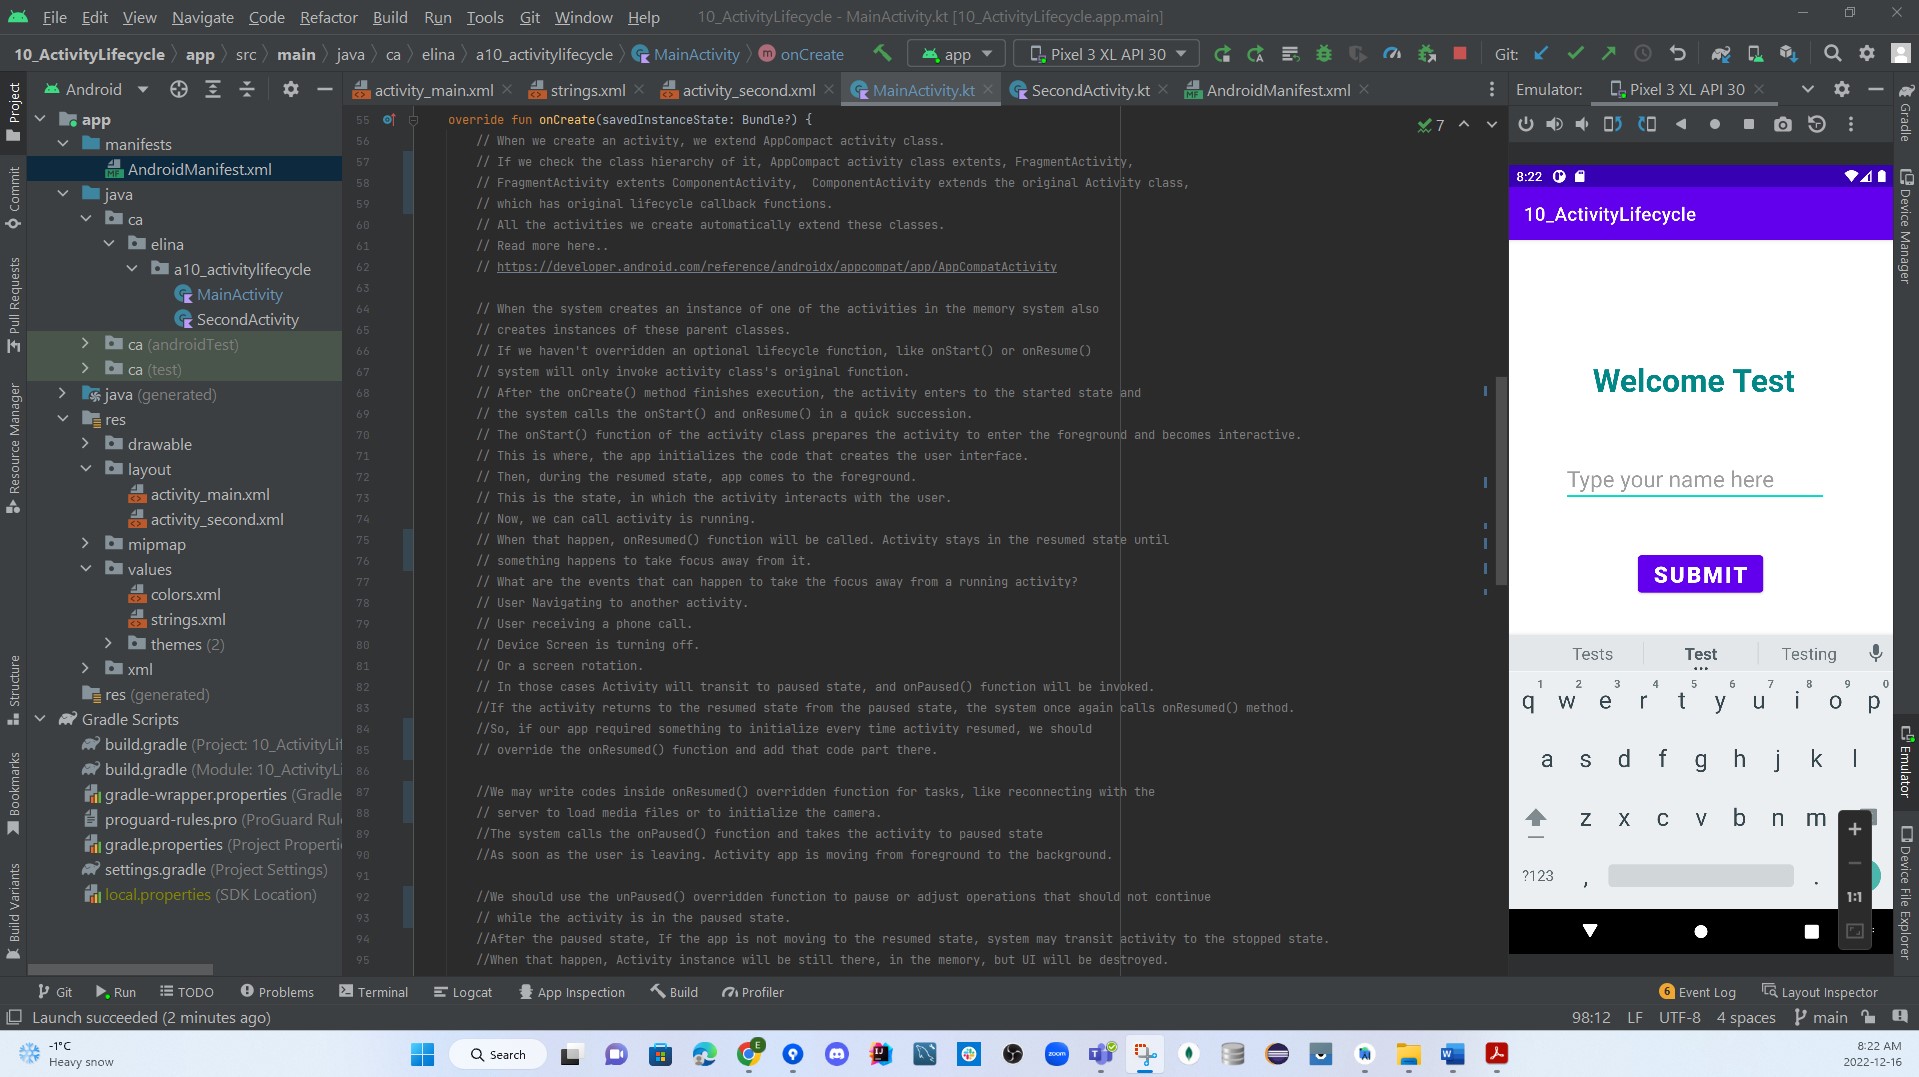 File Edit View Navigate Code Refactor Build Run Tools Git Window Help 10_ActivityLifecycle - MainActivity.kt [10_ActivityLifecycle.app.main]
10_ActivityLifecycle app src main java ca elina a10_activitylifecycle MainActivity onCreate app Pixel 3 XL API 30 Git:
Android activity_main.xml strings.xml activity_second.xml MainActivity.kt SecondActivity.kt AndroidManifest.xml Emulator: Pixel 3 XL API 30
Project
Commit
Pull Requests
Resource Manager
Structure
Bookmarks
Build Variants
app
manifests
AndroidManifest.xml
java
ca
elina
a10_activitylifecycle
MainActivity
SecondActivity
ca (androidTest)
ca (test)
java (generated)
res
drawable
layout
activity_main.xml
activity_second.xml
mipmap
values
colors.xml
strings.xml
themes (2)
xml
res (generated)
Gradle Scripts
build.gradle (Project: 10_ActivityLif
build.gradle (Module: 10_ActivityLi
gradle-wrapper.properties (Gradle
proguard-rules.pro (ProGuard Rul
gradle.properties (Project Properti
settings.gradle (Project Settings)
local.properties (SDK Location)
7
55 override fun onCreate(savedInstanceState: Bundle?) {
56 // When we create an activity, we extend AppCompact activity class.
57 // If we check the class hierarchy of it, AppCompact activity class extents, FragmentActivity,
58 // FragmentActivity extents ComponentActivity,  ComponentActivity extends the original Activity class,
59 // which has original lifecycle callback functions.
60 // All the activities we create automatically extend these classes.
61 // Read more here..
62 // https://developer.android.com/reference/androidx/appcompat/app/AppCompatActivity
63
64 // When the system creates an instance of one of the activities in the memory system also
65 // creates instances of these parent classes.
66 // If we haven't overridden an optional lifecycle function, like onStart() or onResume()
67 // system will only invoke activity class's original function.
68 // After the onCreate() method finishes execution, the activity enters to the started state and
69 // the system calls the onStart() and onResume() in a quick succession.
70 // The onStart() function of the activity class prepares the activity to enter the foreground and becomes interactive.
71 // This is where, the app initializes the code that creates the user interface.
72 // Then, during the resumed state, app comes to the foreground.
73 // This is the state, in which the activity interacts with the user.
74 // Now, we can call activity is running.
75 // When that happen, onResumed() function will be called. Activity stays in the resumed state until
76 // something happens to take focus away from it.
77 // What are the events that can happen to take the focus away from a running activity?
78 // User Navigating to another activity.
79 // User receiving a phone call.
80 // Device Screen is turning off.
81 // Or a screen rotation.
82 // In those cases Activity will transit to paused state, and onPaused() function will be invoked.
83 //If the activity returns to the resumed state from the paused state, the system once again calls onResumed() method.
84 //So, if our app required something to initialize every time activity resumed, we should
85 // override the onResumed() function and add that code part there.
86
87 //We may write codes inside onResumed() overridden function for tasks, like reconnecting with the
88 // server to load media files or to initialize the camera.
89 //The system calls the onPaused() function and takes the activity to paused state
90 //As soon as the user is leaving. Activity app is moving from foreground to the background.
91
92 //We should use the unPaused() overridden function to pause or adjust operations that should not continue
93 // while the activity is in the paused state.
94 //After the paused state, If the app is not moving to the resumed state, system may transit activity to the stopped state.
95 //When that happen, Activity instance will be still there, in the memory, but UI will be destroyed.
8:22
10_ActivityLifecycle
Welcome Test
Type your name here
SUBMIT
Tests Test Testing
1 2 3 4 5 6 7 8 9 0
q w e r t y u i o p
a s d f g h j k l
z x c v b n m
?123 , .
1:1
Gradle
Device Manager
Emulator
Device File Explorer
Git Run TODO Problems Terminal Logcat App Inspection Build Profiler 6 Event Log Layout Inspector
Launch succeeded (2 minutes ago) 98:12 LF UTF-8 4 spaces main
-1°C
Heavy snow
Search
E
zoom
8:22 AM
2022-12-16